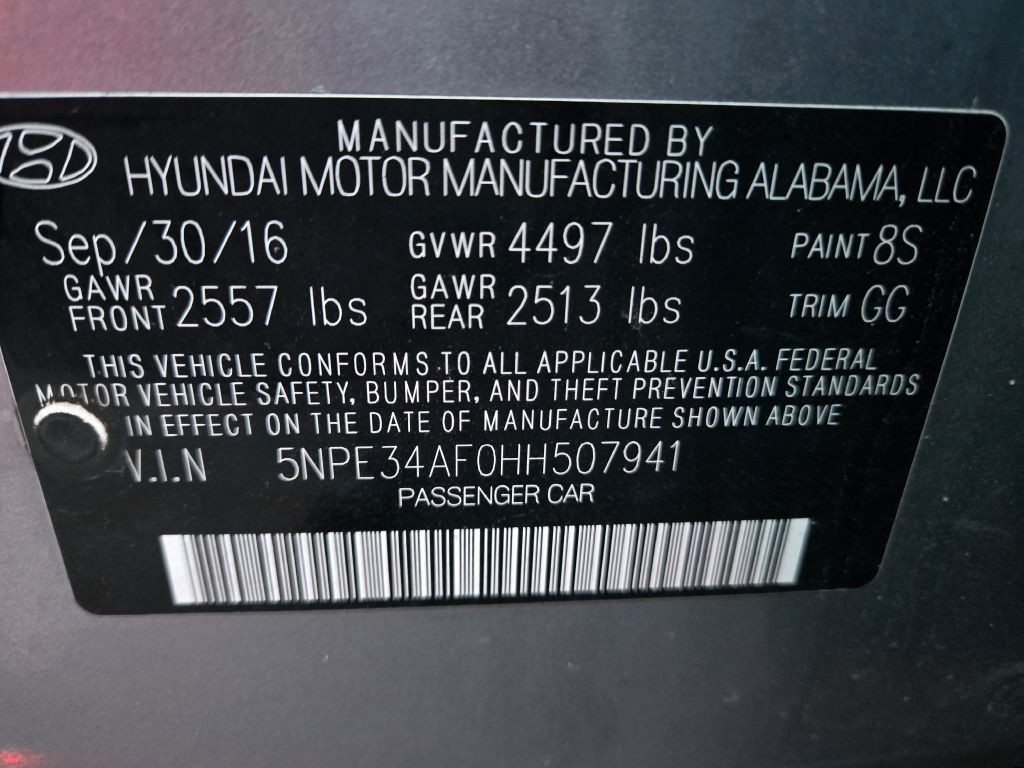 MANUFACTURED BY
HYUNDAI MOTOR MANUFACTURING ALABAMA, LLC
Sep/30/16 GVWR 4497 lbs PAINT 8S
GAWR FRONT 2557 lbs GAWR REAR 2513 lbs TRIM GG
THIS VEHICLE CONFORMS TO ALL APPLICABLE U.S.A. FEDERAL
MOTOR VEHICLE SAFETY, BUMPER, AND THEFT PREVENTION STANDARDS
IN EFFECT ON THE DATE OF MANUFACTURE SHOWN ABOVE
V.I.N 5NPE34AF0HH507941
PASSENGER CAR